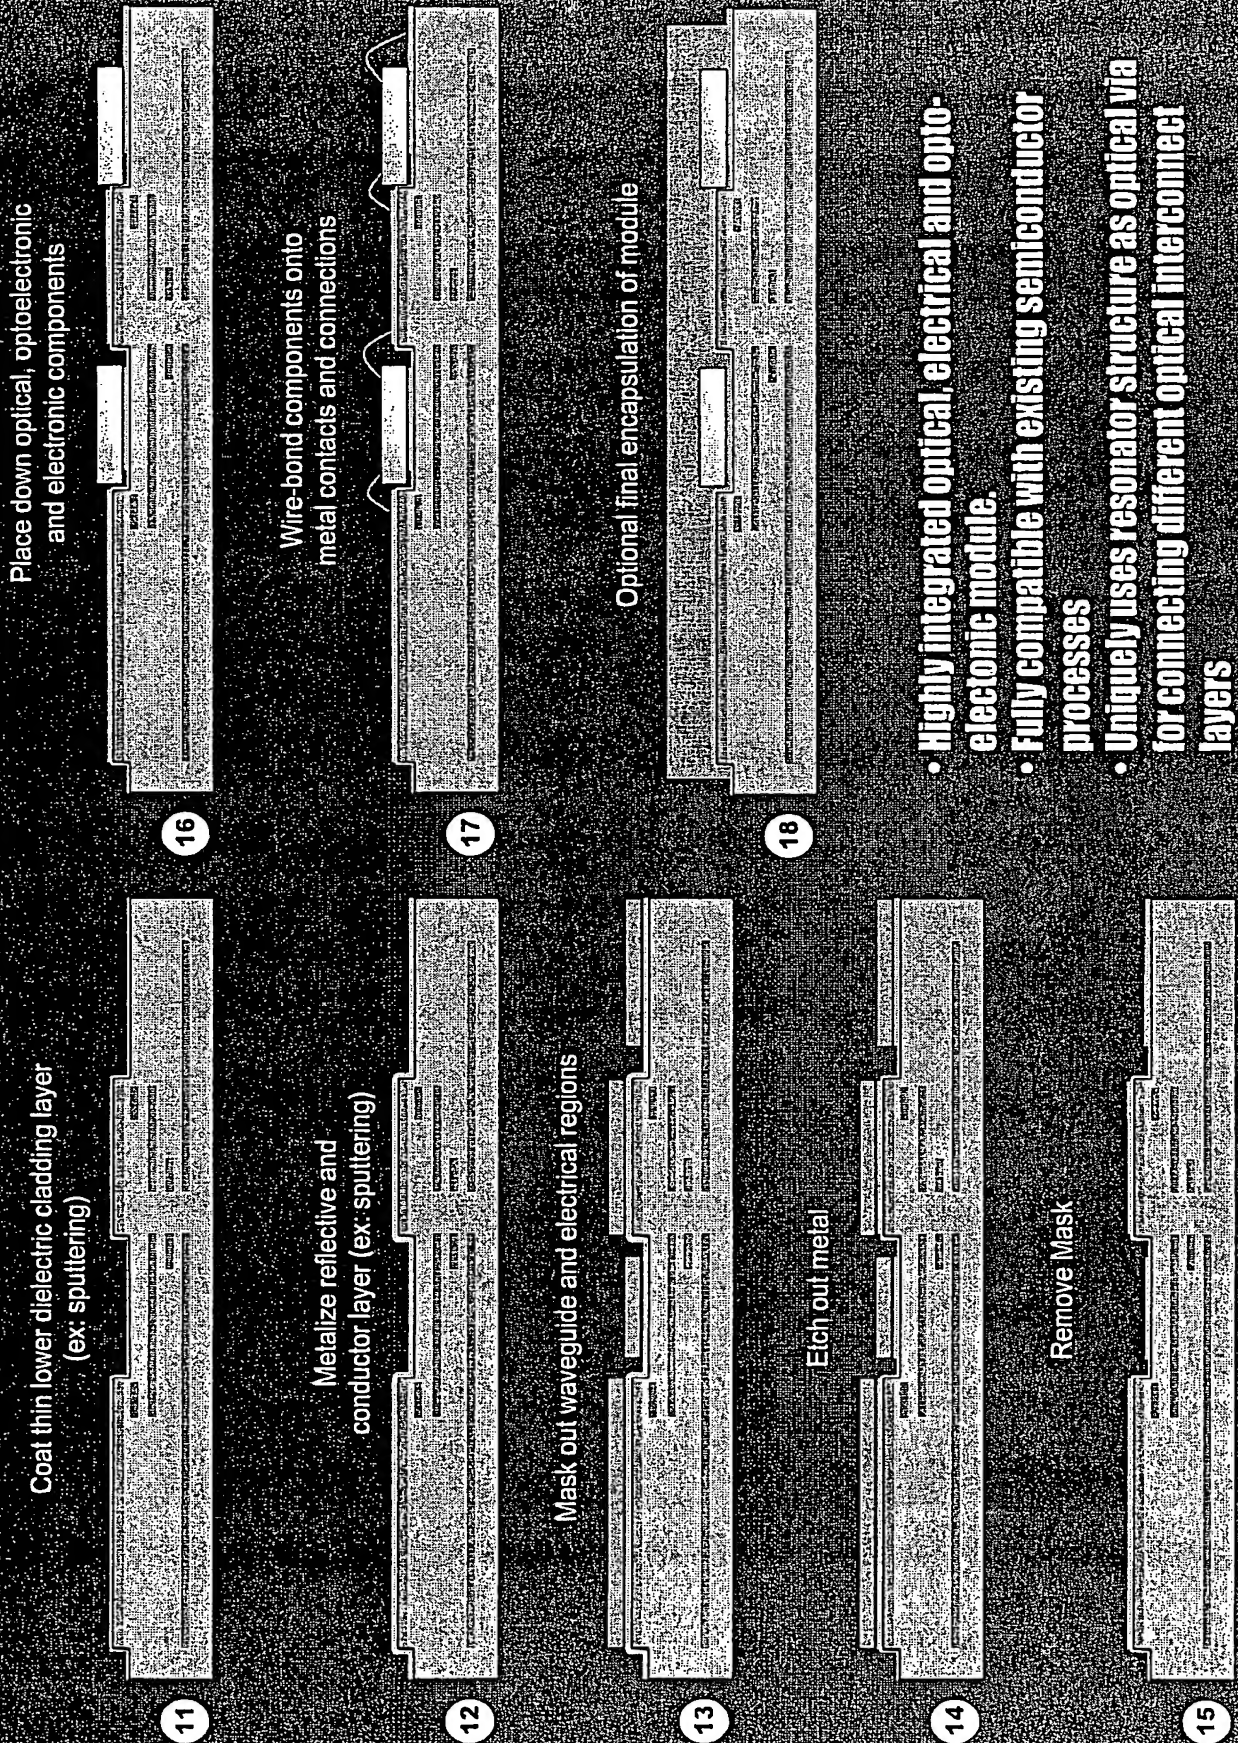 Coat thin lower dielectric cladding layer
(ex: sputtering)
11
Metalize reflective and
conductor layer (ex: sputtering)
12
Mask out waveguide and electrical regions
13
Etch out metal
14
Remove Mask
15
Place down optical, optoelectronic
and electronic components
16
Wire-bond components onto
metal contacts and connections
17
Optional final encapsulation of module
18
• Highly integrated optical, electrical and opto-
electonic module.
• Fully compatible with existing semiconductor
processes
• Uniquely uses resonator structure as optical via
for connecting different optical interconnect
layers